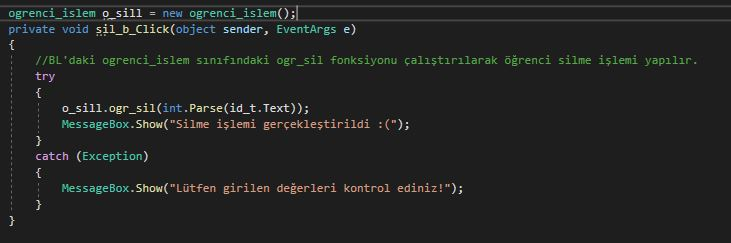 ogrenci_islem o_sill = new ogrenci_islem();
private void sil_b_Click(object sender, EventArgs e)
{
//BL'daki ogrenci_islem sınıfındaki ogr_sil fonksiyonu çalıştırılarak öğrenci silme işlemi yapılır.
try
{
o_sill.ogr_sil(int.Parse(id_t.Text));
MessageBox.Show("Silme işlemi gerçekleştirildi :(");
}
catch (Exception)
{
MessageBox.Show("Lütfen girilen değerleri kontrol ediniz!");
}
}